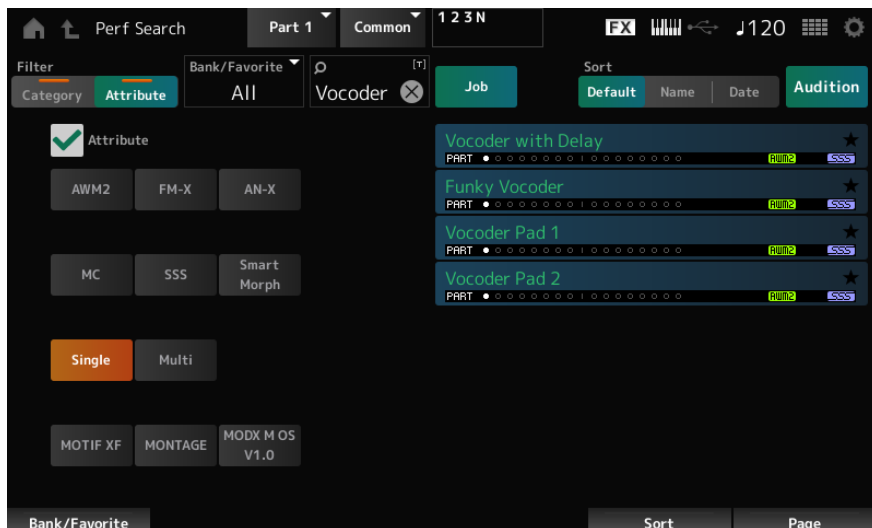 Perf Search
Part 1
Common
1 2 3 N
FX
♩120
Filter
Category
Attribute
Bank/Favorite
All
[T]
Vocoder
Job
Sort
Default
Name
Date
Audition
Attribute
AWM2
FM-X
AN-X
MC
SSS
Smart
Morph
Single
Multi
MOTIF XF
MONTAGE
MODX M OS
V1.0
Vocoder with Delay
PART
AWM2
SSS
Funky Vocoder
PART
AWM2
SSS
Vocoder Pad 1
PART
AWM2
SSS
Vocoder Pad 2
PART
AWM2
SSS
Bank/Favorite
Sort
Page